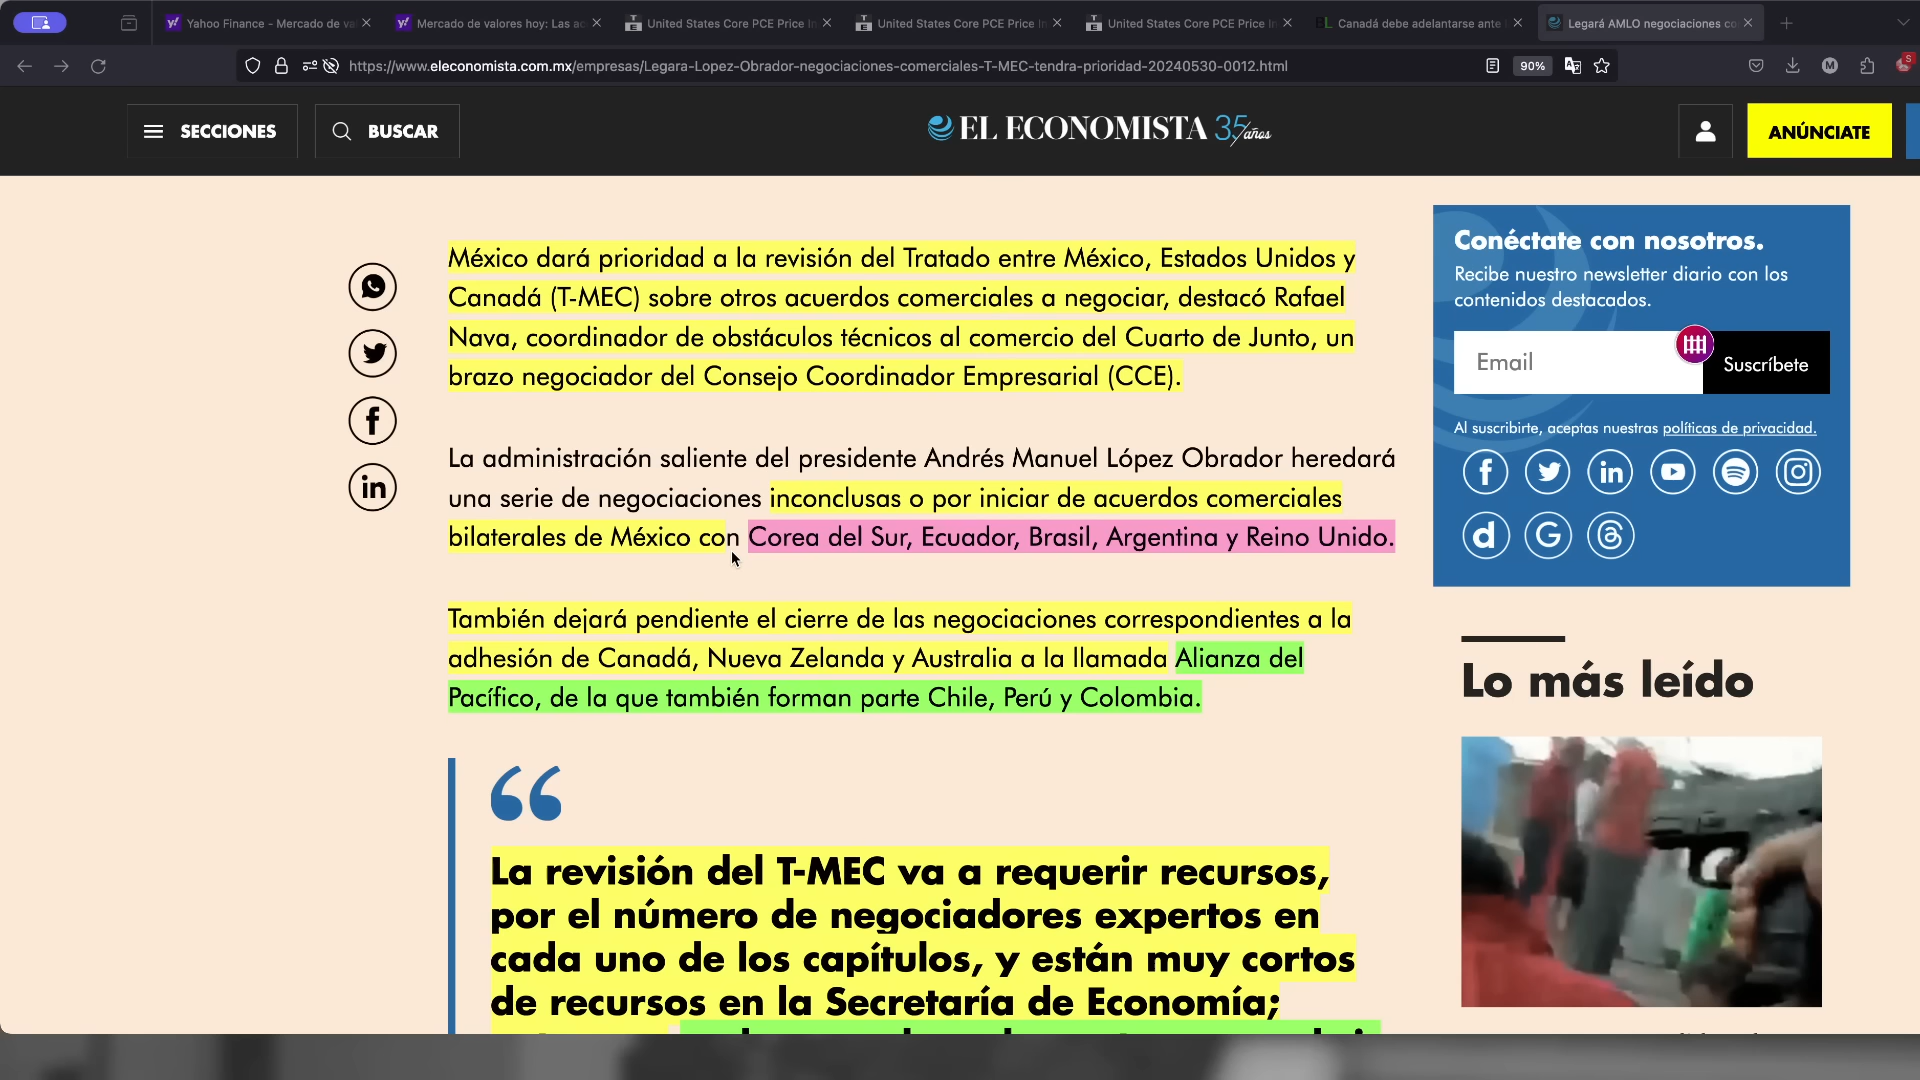 Yahoo Finance - Mercado de va
Mercado de valores hoy: Las ac
United States Core PCE Price In
United States Core PCE Price In
United States Core PCE Price In
Canadá debe adelantarse ante
Legará AMLO negociaciones co
https://www.eleconomista.com.mx/empresas/Legara-Lopez-Obrador-negociaciones-comerciales-T-MEC-tendra-prioridad-20240530-0012.html
90%
SECCIONES
BUSCAR
EL ECONOMISTA 35 años
ANÚNCIATE
México dará prioridad a la revisión del Tratado entre México, Estados Unidos y
Canadá (T-MEC) sobre otros acuerdos comerciales a negociar, destacó Rafael
Nava, coordinador de obstáculos técnicos al comercio del Cuarto de Junto, un
brazo negociador del Consejo Coordinador Empresarial (CCE).
La administración saliente del presidente Andrés Manuel López Obrador heredará
una serie de negociaciones inconclusas o por iniciar de acuerdos comerciales
bilaterales de México con Corea del Sur, Ecuador, Brasil, Argentina y Reino Unido.
También dejará pendiente el cierre de las negociaciones correspondientes a la
adhesión de Canadá, Nueva Zelanda y Australia a la llamada Alianza del
Pacífico, de la que también forman parte Chile, Perú y Colombia.
“
La revisión del T-MEC va a requerir recursos,
por el número de negociadores expertos en
cada uno de los capítulos, y están muy cortos
de recursos en la Secretaría de Economía;
Conéctate con nosotros.
Recibe nuestro newsletter diario con los
contenidos destacados.
Email
Suscríbete
Al suscribirte, aceptas nuestras políticas de privacidad.
Lo más leído